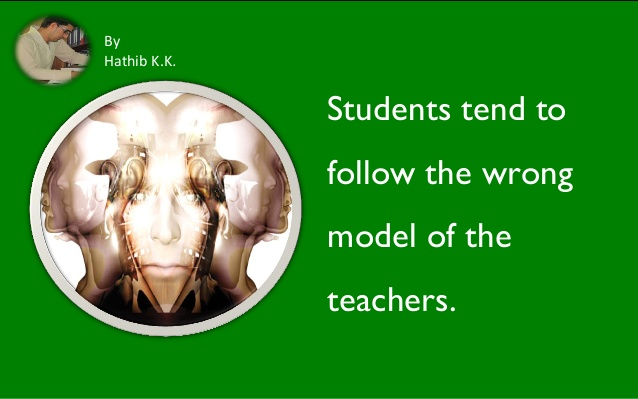 By
Hathib K.K.
Students tend to
follow the wrong
model of the
teachers.